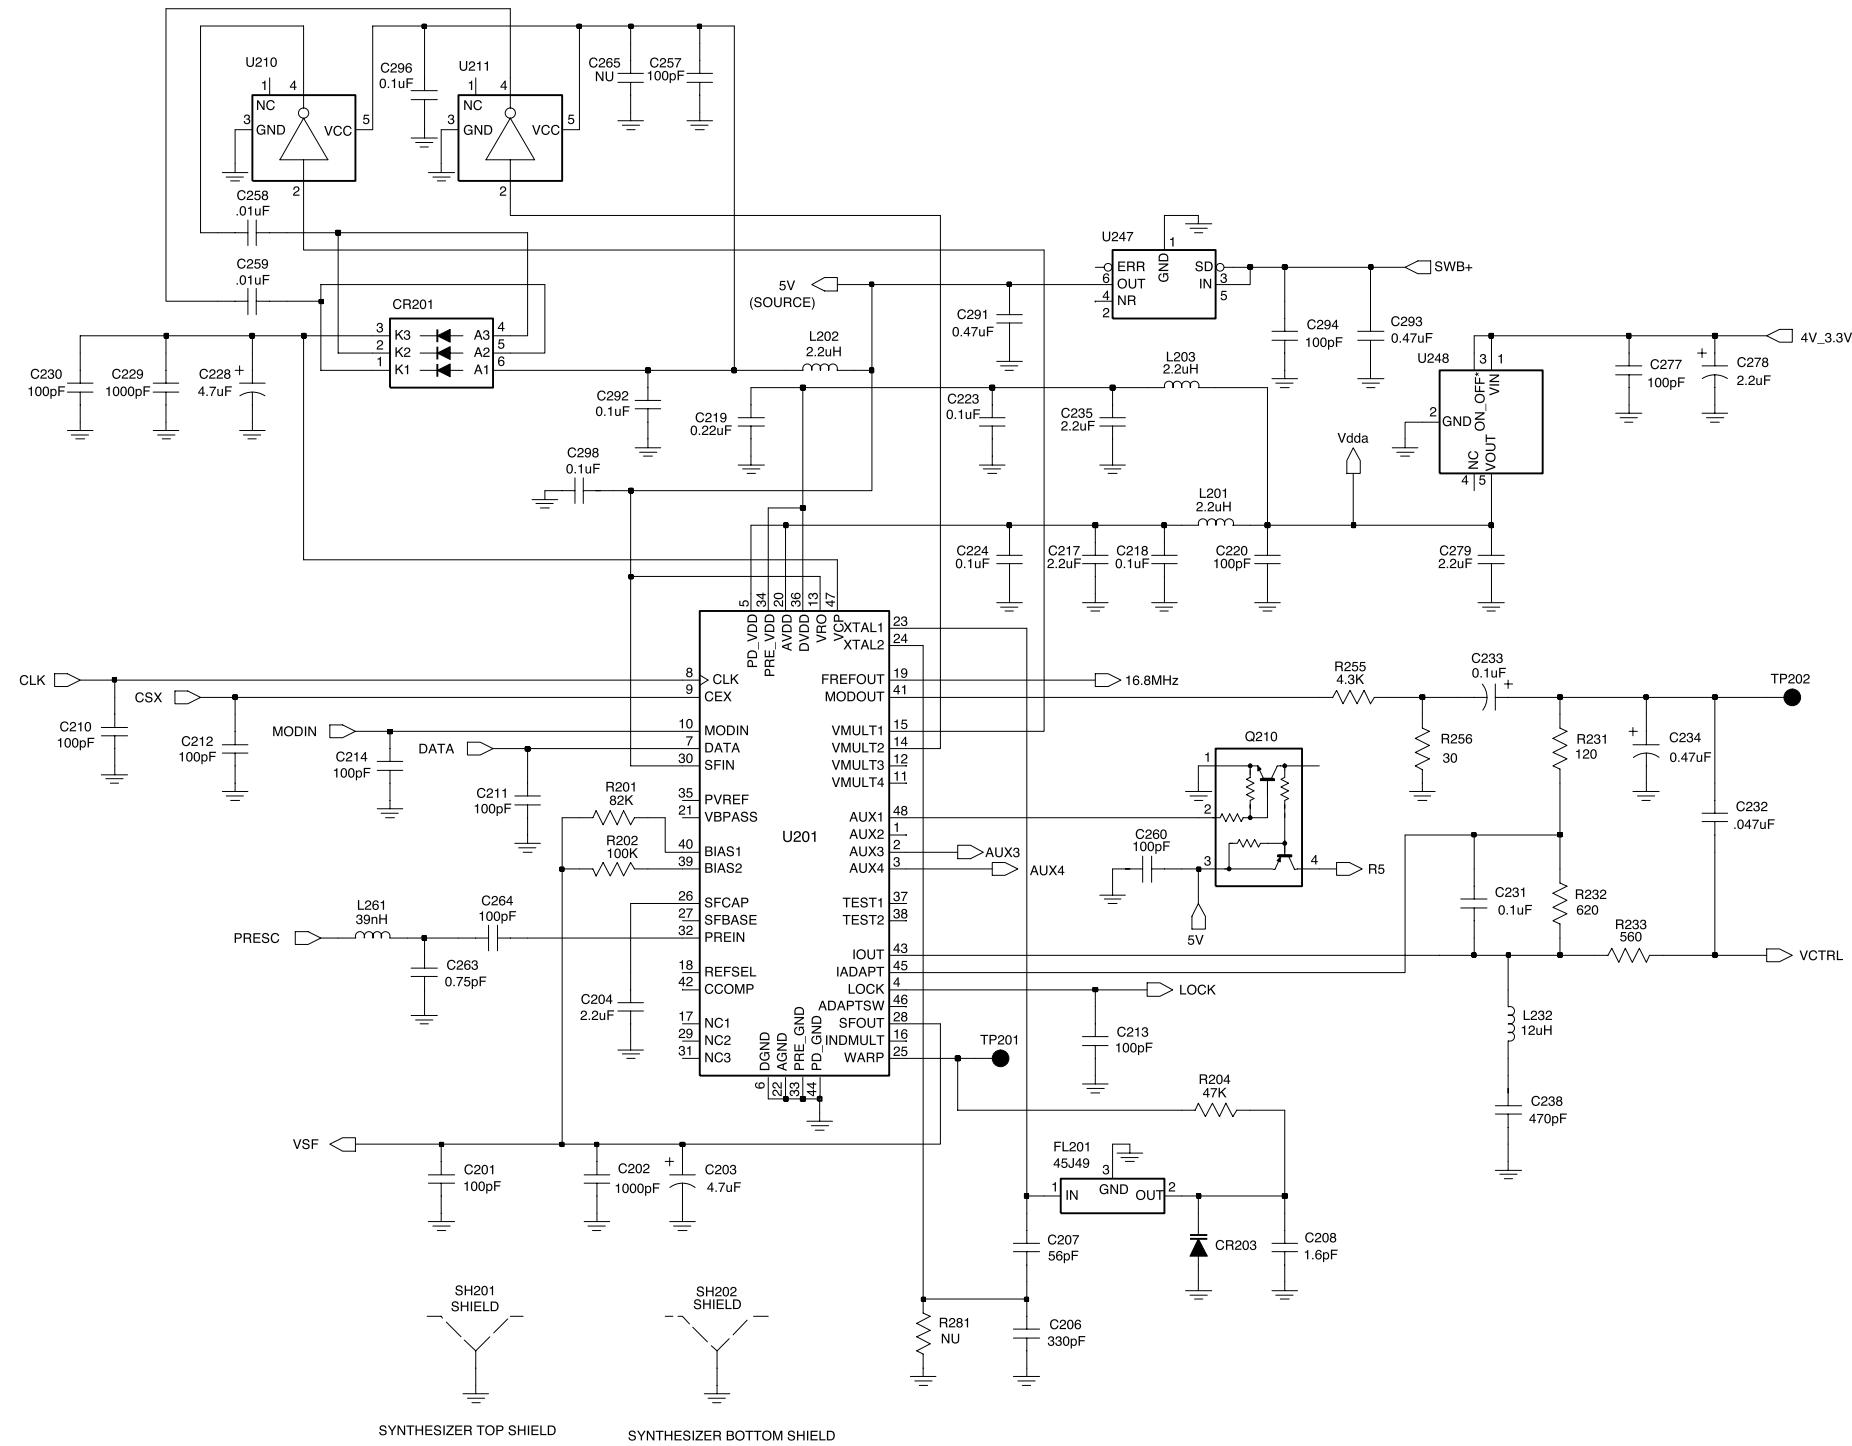 U210
1 4
NC
3 GND VCC 5
2
C296
0.1uF
U211
1 4
NC
3 GND VCC 5
2
C265
NU
C257
100pF
C258
.01uF
C259
.01uF
CR201
3 K3 A3 4
2 K2 A2 5
1 K1 A1 6
C230
100pF
C229
1000pF
C228 +
4.7uF
5V
(SOURCE)
L202
2.2uH
C292
0.1uF
C291
0.47uF
U247
1
GND
ERR SD
6 OUT IN 3
4 NR 5
2
SWB+
C294
100pF
C293
0.47uF
4V_3.3V
U248
3 1
ON_OFF*
VIN
2 GND
NC
VOUT
4 5
C277
100pF
+ C278
2.2uF
L203
2.2uH
C219
0.22uF
C223
0.1uF
C235
2.2uF
C298
0.1uF
Vdda
L201
2.2uH
C224
0.1uF
C217
2.2uF
C218
0.1uF
C220
100pF
C279
2.2uF
5 34 20 36 13 47
PD_VDD
PRE_VDD
AVDD
DVDD
VRO
VCP
XTAL1 23
XTAL2 24
CLK
8 CLK
FREFOUT 19
16.8MHz
CSX
9 CEX
MODOUT 41
C210
100pF
C212
100pF
MODIN
10 MODIN
VMULT1 15
DATA
7 DATA
VMULT2 14
30 SFIN
VMULT3 12
VMULT4 11
C214
100pF
C211
100pF
R201
82K
R202
100K
35 PVREF
21 VBPASS
U201
AUX1 48
AUX2 1
40 BIAS1
AUX3 2
AUX3
39 BIAS2
AUX4 3
AUX4
26 SFCAP
TEST1 37
27 SFBASE
TEST2 38
32 PREIN
IOUT 43
18 REFSEL
IADAPT 45
42 CCOMP
LOCK 4
LOCK
ADAPTSW 46
17 NC1
SFOUT 28
29 NC2
INDMULT 16
31 NC3
WARP 25
DGND
AGND
PRE_GND
PD_GND
6 22 33 44
PRESC
L261
39nH
C264
100pF
C263
0.75pF
C204
2.2uF
R255
4.3K
C233
0.1uF
+
TP202
R256
30
R231
120
+ C234
0.47uF
C232
.047uF
Q210
1
2
3
4
R5
C260
100pF
5V
C231
0.1uF
R232
620
R233
560
VCTRL
L232
12uH
C238
470pF
C213
100pF
TP201
R204
47K
FL201
45J49
3
1 IN GND OUT 2
C207
56pF
CR203
C208
1.6pF
R281
NU
C206
330pF
VSF
C201
100pF
C202
1000pF
+ C203
4.7uF
SH201
SHIELD
SH202
SHIELD
SYNTHESIZER TOP SHIELD
SYNTHESIZER BOTTOM SHIELD